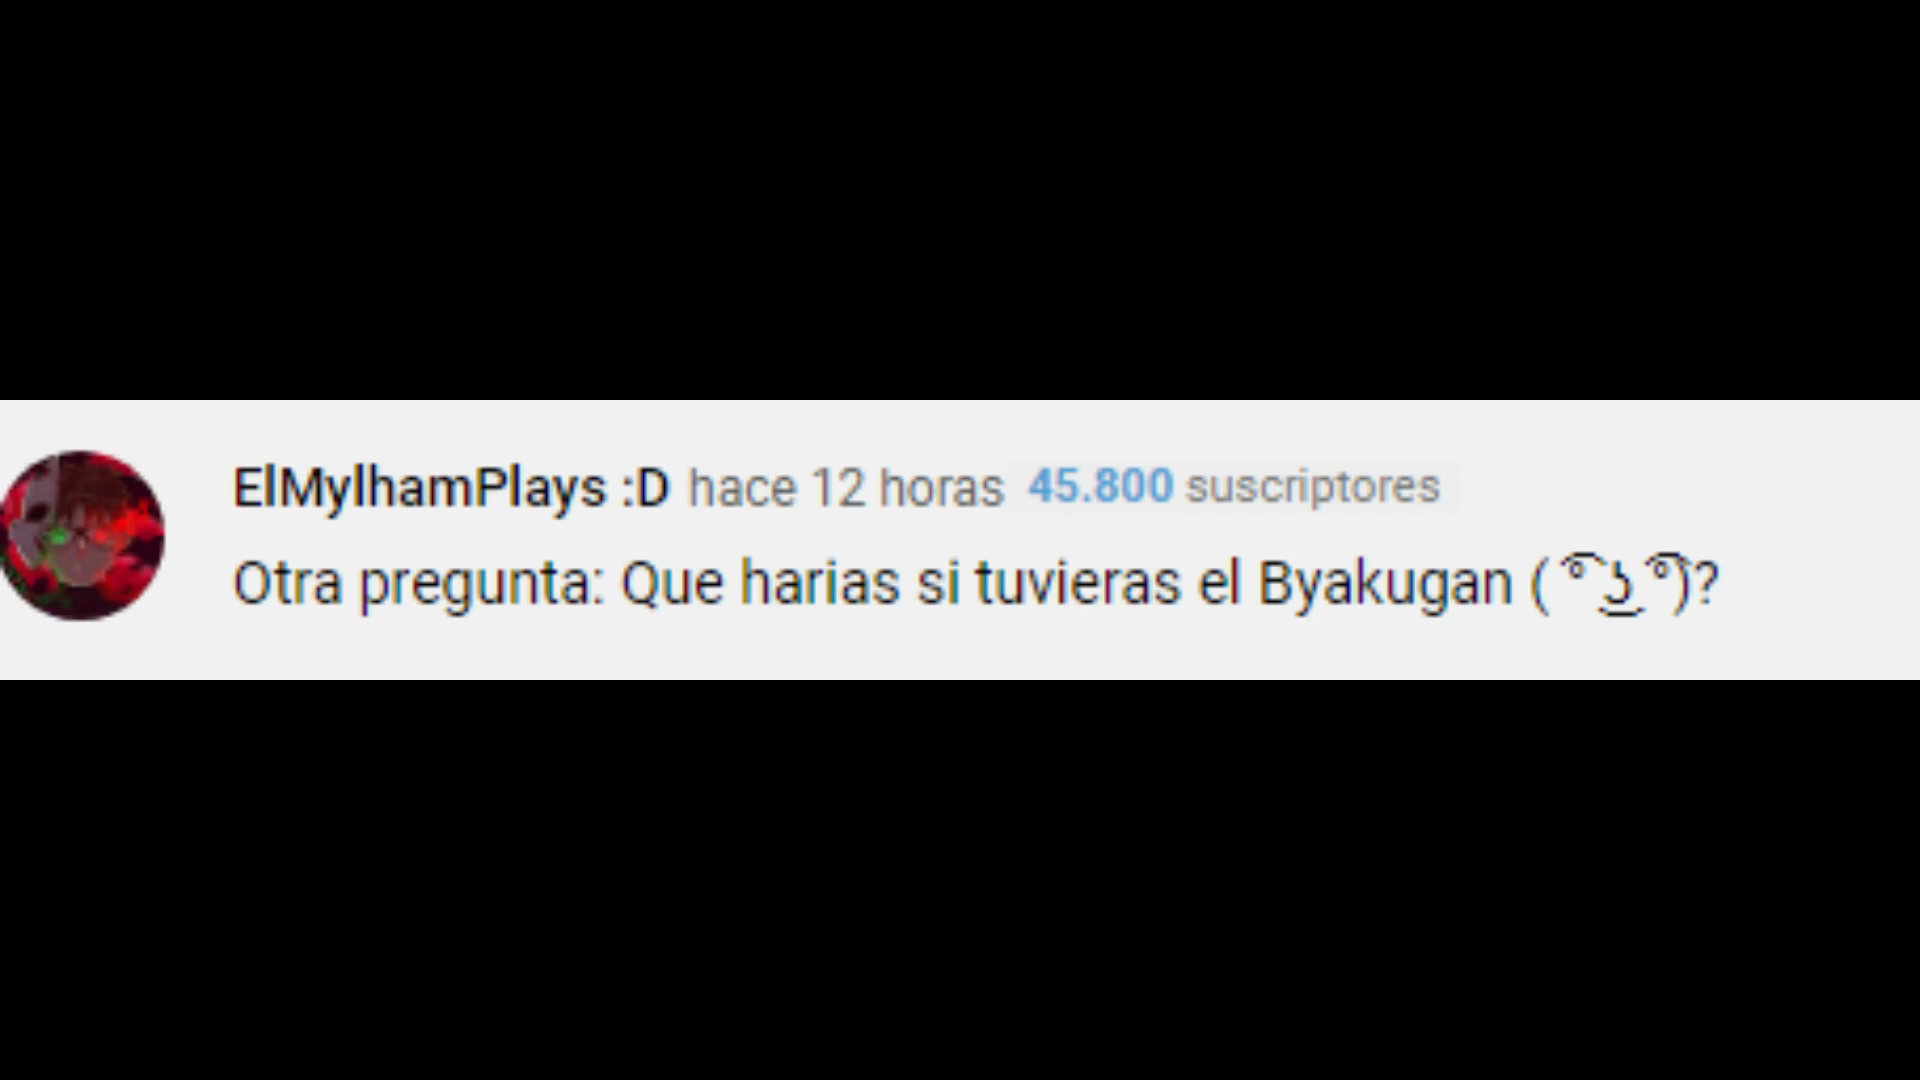 ElMylhamPlays :D hace 12 horas 45.800 suscriptores
Otra pregunta: Que harias si tuvieras el Byakugan ( ͡° ͜ʖ ͡°)?